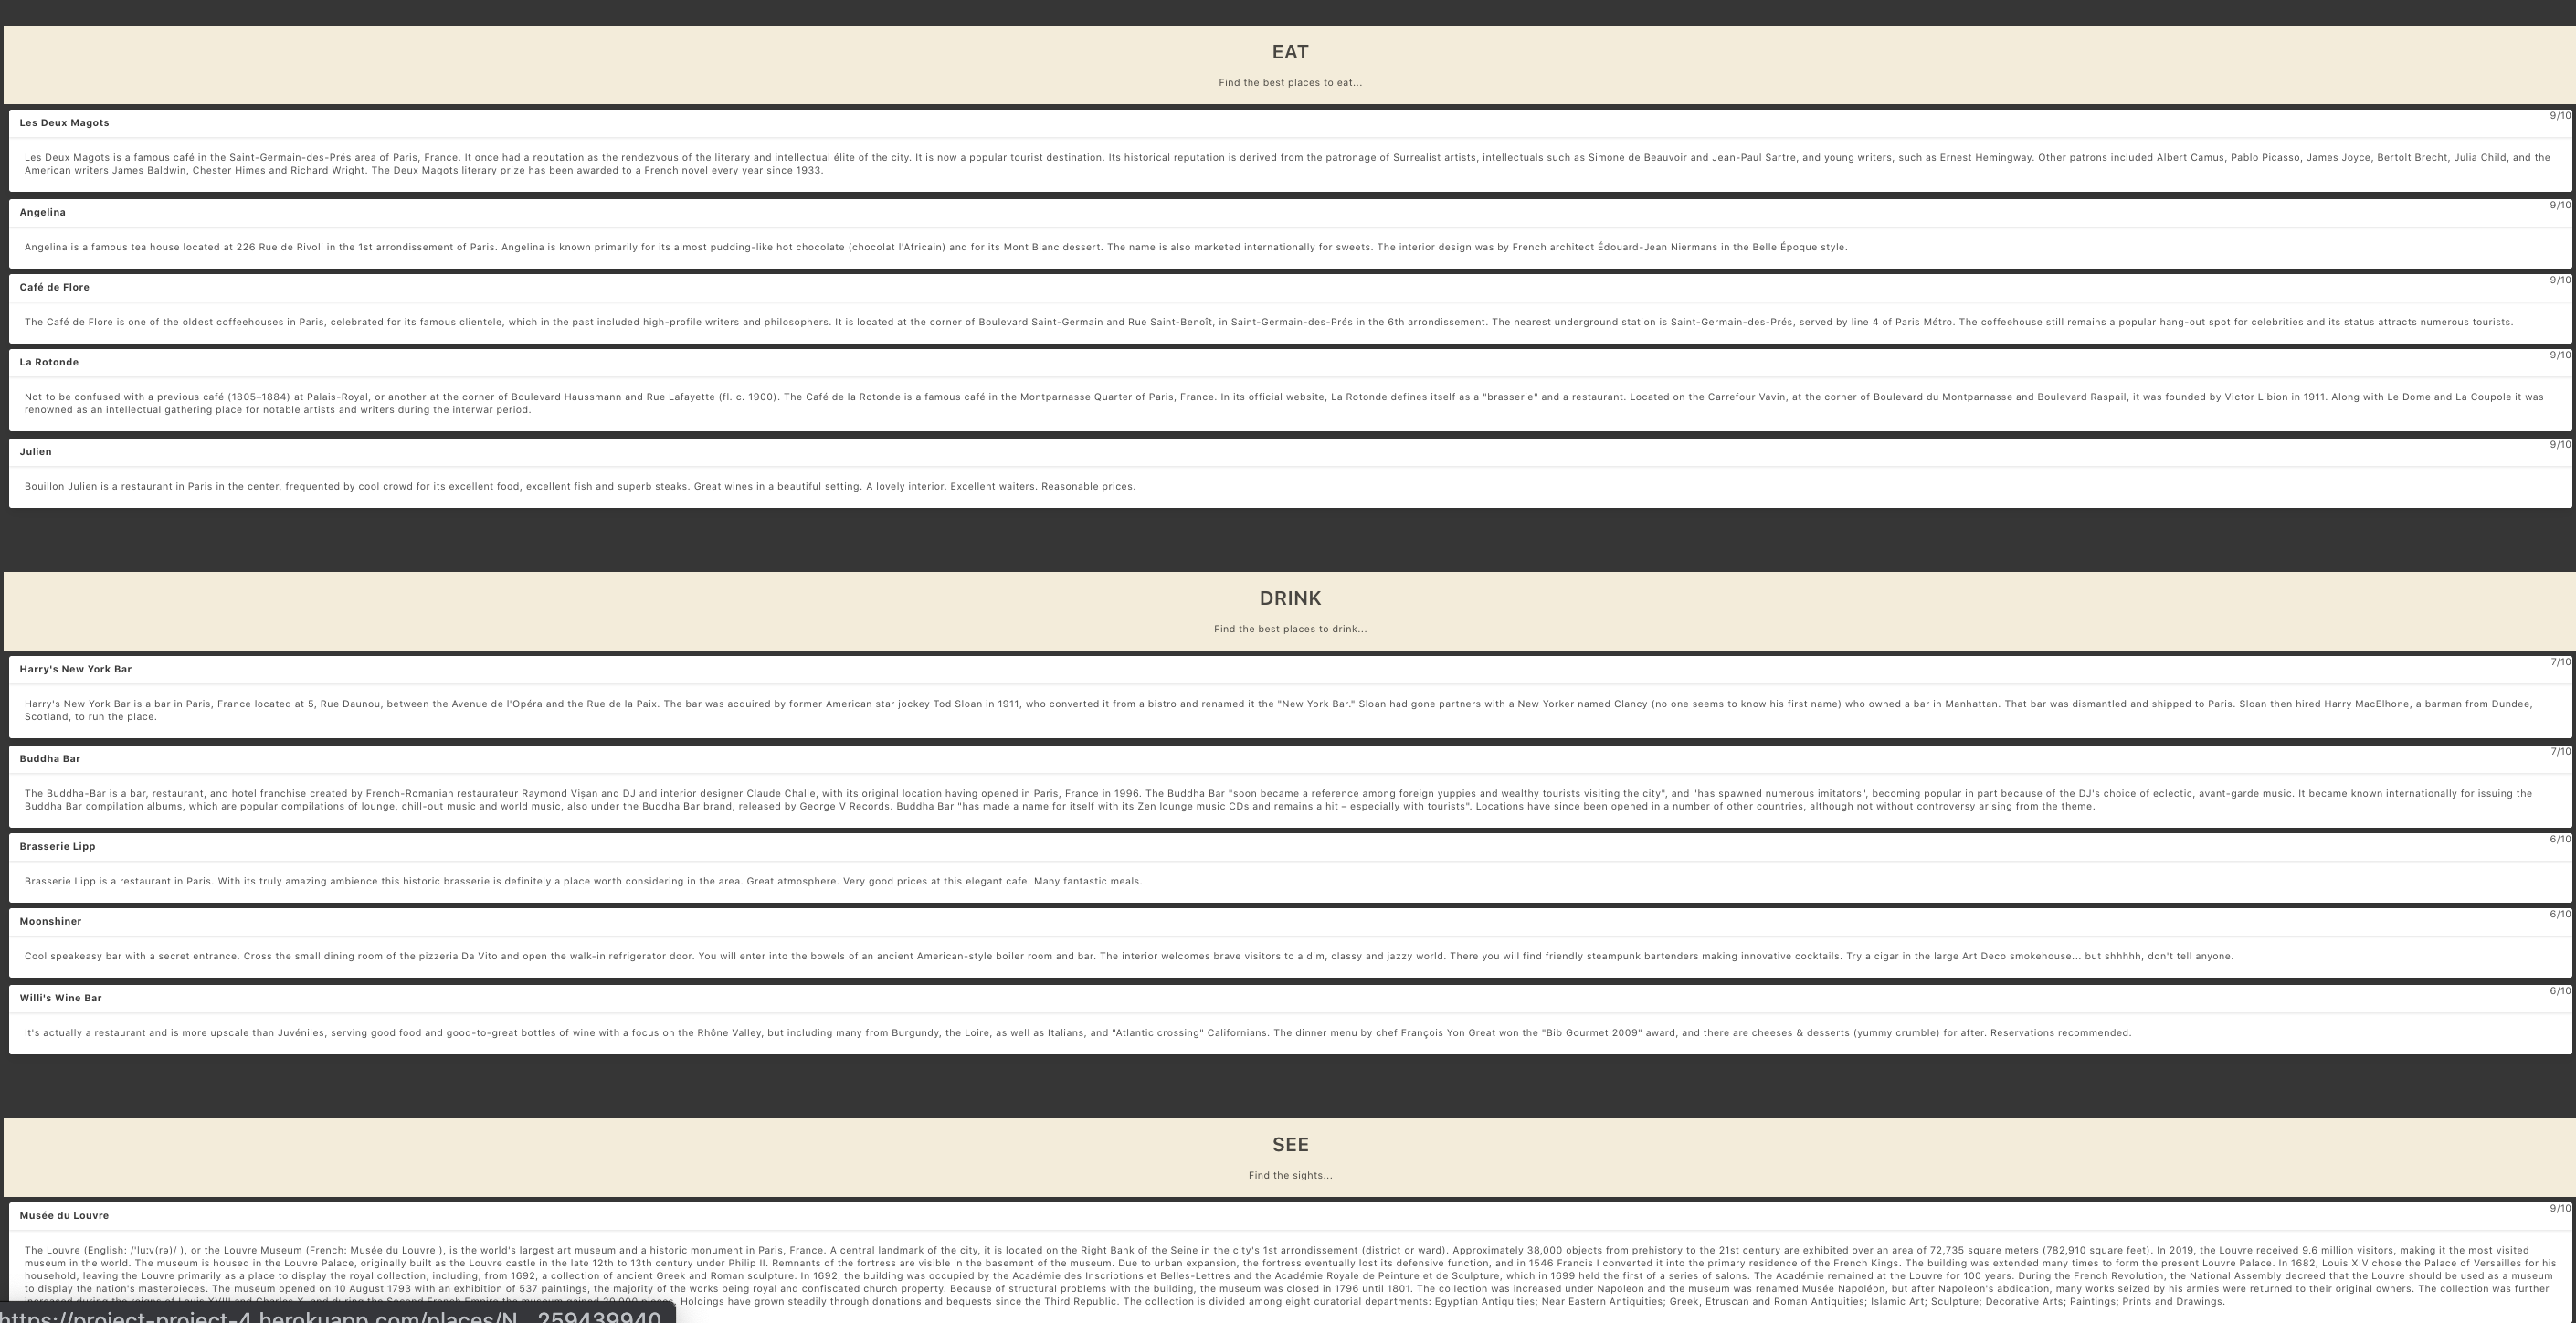 EAT
Find the best places to eat...
Les Deux Magots
9/10
Les Deux Magots is a famous café in the Saint-Germain-des-Prés area of Paris, France. It once had a reputation as the rendezvous of the literary and intellectual élite of the city. It is now a popular tourist destination. Its historical reputation is derived from the patronage of Surrealist artists, intellectuals such as Simone de Beauvoir and Jean-Paul Sartre, and young writers, such as Ernest Hemingway. Other patrons included Albert Camus, Pablo Picasso, James Joyce, Bertolt Brecht, Julia Child, and the
American writers James Baldwin, Chester Himes and Richard Wright. The Deux Magots literary prize has been awarded to a French novel every year since 1933.
Angelina
9/10
Angelina is a famous tea house located at 226 Rue de Rivoli in the 1st arrondissement of Paris. Angelina is known primarily for its almost pudding-like hot chocolate (chocolat l'Africain) and for its Mont Blanc dessert. The name is also marketed internationally for sweets. The interior design was by French architect Édouard-Jean Niermans in the Belle Époque style.
Café de Flore
9/10
The Café de Flore is one of the oldest coffeehouses in Paris, celebrated for its famous clientele, which in the past included high-profile writers and philosophers. It is located at the corner of Boulevard Saint-Germain and Rue Saint-Benoît, in Saint-Germain-des-Prés in the 6th arrondissement. The nearest underground station is Saint-Germain-des-Prés, served by line 4 of Paris Métro. The coffeehouse still remains a popular hang-out spot for celebrities and its status attracts numerous tourists.
La Rotonde
9/10
Not to be confused with a previous café (1805–1884) at Palais-Royal, or another at the corner of Boulevard Haussmann and Rue Lafayette (fl. c. 1900). The Café de la Rotonde is a famous café in the Montparnasse Quarter of Paris, France. In its official website, La Rotonde defines itself as a "brasserie" and a restaurant. Located on the Carrefour Vavin, at the corner of Boulevard du Montparnasse and Boulevard Raspail, it was founded by Victor Libion in 1911. Along with Le Dome and La Coupole it was
renowned as an intellectual gathering place for notable artists and writers during the interwar period.
Julien
9/10
Bouillon Julien is a restaurant in Paris in the center, frequented by cool crowd for its excellent food, excellent fish and superb steaks. Great wines in a beautiful setting. A lovely interior. Excellent waiters. Reasonable prices.
DRINK
Find the best places to drink...
Harry's New York Bar
7/10
Harry's New York Bar is a bar in Paris, France located at 5, Rue Daunou, between the Avenue de l'Opéra and the Rue de la Paix. The bar was acquired by former American star jockey Tod Sloan in 1911, who converted it from a bistro and renamed it the "New York Bar." Sloan had gone partners with a New Yorker named Clancy (no one seems to know his first name) who owned a bar in Manhattan. That bar was dismantled and shipped to Paris. Sloan then hired Harry MacElhone, a barman from Dundee,
Scotland, to run the place.
Buddha Bar
7/10
The Buddha-Bar is a bar, restaurant, and hotel franchise created by French-Romanian restaurateur Raymond Vișan and DJ and interior designer Claude Challe, with its original location having opened in Paris, France in 1996. The Buddha Bar "soon became a reference among foreign yuppies and wealthy tourists visiting the city", and "has spawned numerous imitators", becoming popular in part because of the DJ's choice of eclectic, avant-garde music. It became known internationally for issuing the
Buddha Bar compilation albums, which are popular compilations of lounge, chill-out music and world music, also under the Buddha Bar brand, released by George V Records. Buddha Bar "has made a name for itself with its Zen lounge music CDs and remains a hit – especially with tourists". Locations have since been opened in a number of other countries, although not without controversy arising from the theme.
Brasserie Lipp
6/10
Brasserie Lipp is a restaurant in Paris. With its truly amazing ambience this historic brasserie is definitely a place worth considering in the area. Great atmosphere. Very good prices at this elegant cafe. Many fantastic meals.
Moonshiner
6/10
Cool speakeasy bar with a secret entrance. Cross the small dining room of the pizzeria Da Vito and open the walk-in refrigerator door. You will enter into the bowels of an ancient American-style boiler room and bar. The interior welcomes brave visitors to a dim, classy and jazzy world. There you will find friendly steampunk bartenders making innovative cocktails. Try a cigar in the large Art Deco smokehouse... but shhhhh, don't tell anyone.
Willi's Wine Bar
6/10
It's actually a restaurant and is more upscale than Juvéniles, serving good food and good-to-great bottles of wine with a focus on the Rhône Valley, but including many from Burgundy, the Loire, as well as Italians, and "Atlantic crossing" Californians. The dinner menu by chef François Yon Great won the "Bib Gourmet 2009" award, and there are cheeses & desserts (yummy crumble) for after. Reservations recommended.
SEE
Find the sights...
Musée du Louvre
9/10
The Louvre (English: /ˈluːv(rə)/ ), or the Louvre Museum (French: Musée du Louvre ), is the world's largest art museum and a historic monument in Paris, France. A central landmark of the city, it is located on the Right Bank of the Seine in the city's 1st arrondissement (district or ward). Approximately 38,000 objects from prehistory to the 21st century are exhibited over an area of 72,735 square meters (782,910 square feet). In 2019, the Louvre received 9.6 million visitors, making it the most visited
museum in the world. The museum is housed in the Louvre Palace, originally built as the Louvre castle in the late 12th to 13th century under Philip II. Remnants of the fortress are visible in the basement of the museum. Due to urban expansion, the fortress eventually lost its defensive function, and in 1546 Francis I converted it into the primary residence of the French Kings. The building was extended many times to form the present Louvre Palace. In 1682, Louis XIV chose the Palace of Versailles for his
household, leaving the Louvre primarily as a place to display the royal collection, including, from 1692, a collection of ancient Greek and Roman sculpture. In 1692, the building was occupied by the Académie des Inscriptions et Belles-Lettres and the Académie Royale de Peinture et de Sculpture, which in 1699 held the first of a series of salons. The Académie remained at the Louvre for 100 years. During the French Revolution, the National Assembly decreed that the Louvre should be used as a museum
to display the nation's masterpieces. The museum opened on 10 August 1793 with an exhibition of 537 paintings, the majority of the works being royal and confiscated church property. Because of structural problems with the building, the museum was closed in 1796 until 1801. The collection was increased under Napoleon and the museum was renamed Musée Napoléon, but after Napoleon's abdication, many works seized by his armies were returned to their original owners. The collection was further
Holdings have grown steadily through donations and bequests since the Third Republic. The collection is divided among eight curatorial departments: Egyptian Antiquities; Near Eastern Antiquities; Greek, Etruscan and Roman Antiquities; Islamic Art; Sculpture; Decorative Arts; Paintings; Prints and Drawings.
https://project-project-4.herokuapp.com/places/N__259439940